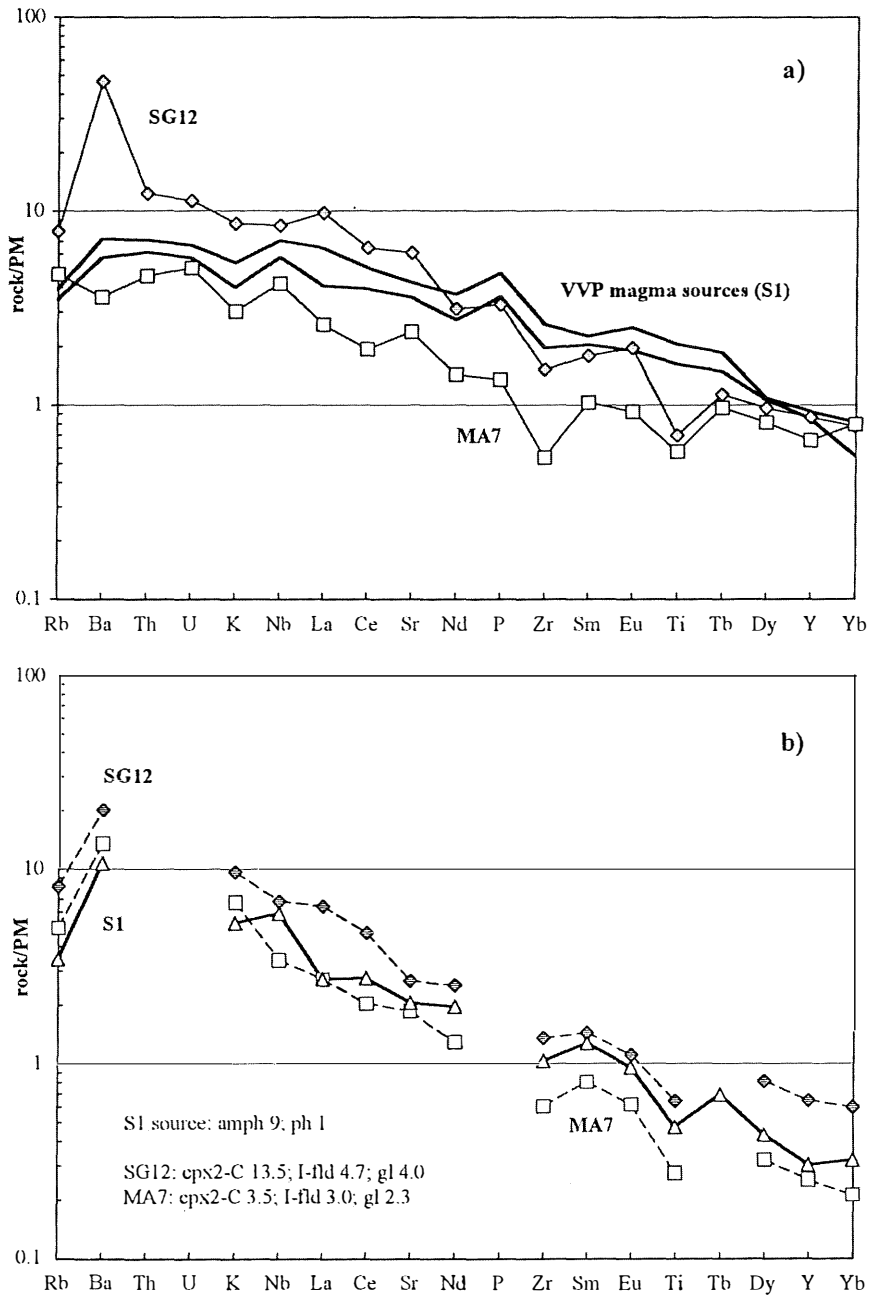 100
a)
SG12
10
rock/PM
VVP magma sources (S1)
1
MA7
0.1
Rb Ba Th U K Nb La Ce Sr Nd P Zr Sm Eu Ti Tb Dy Y Yb
100
b)
SG12
10
S1
rock/PM
1
S1 source: amph 9; ph 1
MA7
SG12: cpx2-C 13.5; I-fld 4.7; gl 4.0
MA7: cpx2-C 3.5; I-fld 3.0; gl 2.3
0.1
Rb Ba Th U K Nb La Ce Sr Nd P Zr Sm Eu Ti Tb Dy Y Yb